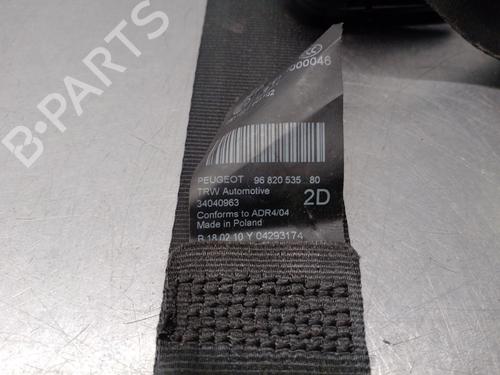 B-PARTS
000046
PEUGEOT 96 820 535 80
TRW Automotive 2D
34040963
Conforms to ADR4/04
Made in Poland
B 18 02 10 Y 04293174